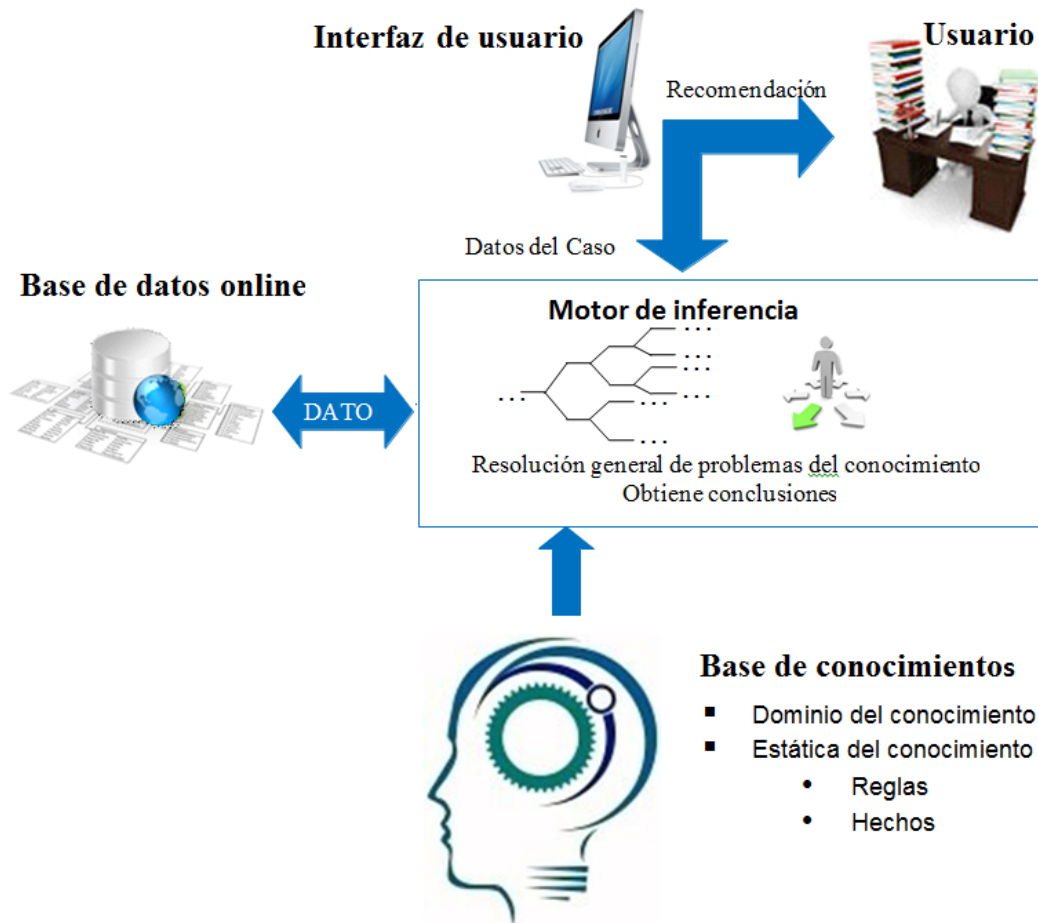 Interfaz de usuario
Usuario
Recomendación
Datos del Caso
Base de datos online
DATO
Motor de inferencia
...
...
...
...
...
...
...
Resolución general de problemas del conocimiento
Obtiene conclusiones
Base de conocimientos
▪ Dominio del conocimiento
▪ Estática del conocimiento
• Reglas
• Hechos